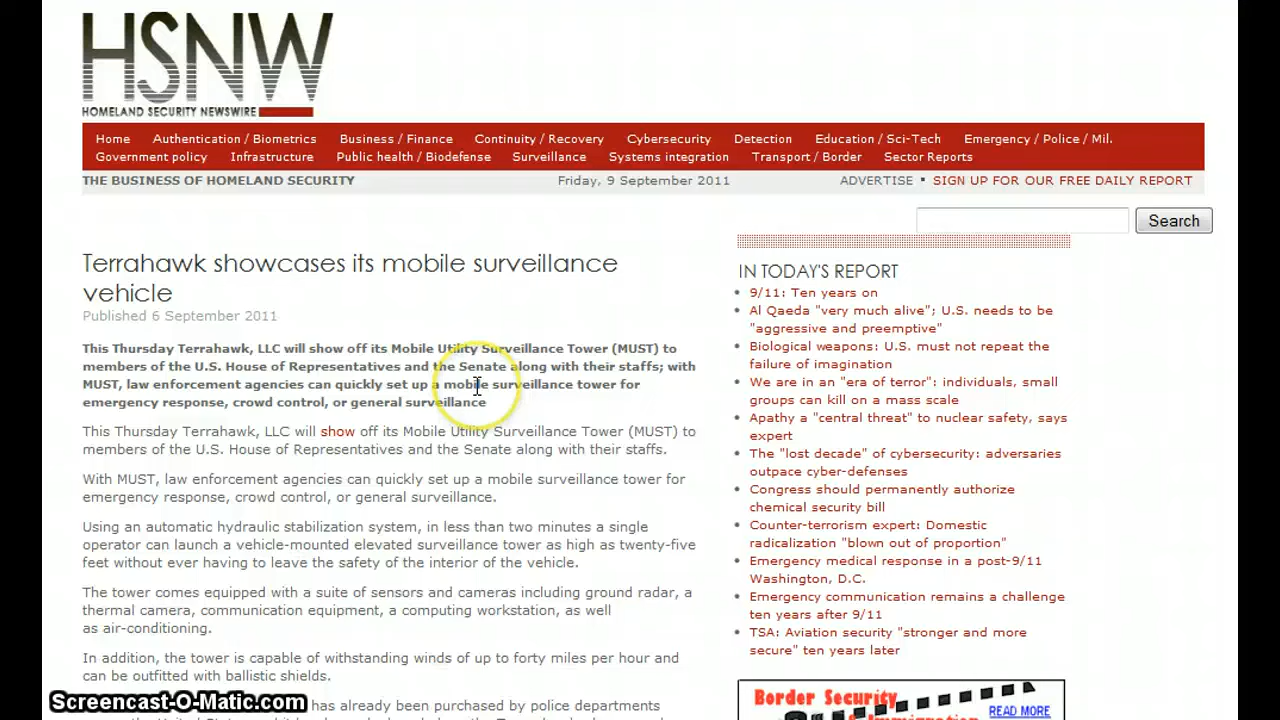 HSNW
HOMELAND SECURITY NEWSWIRE
Home Authentication / Biometrics Business / Finance Continuity / Recovery Cybersecurity Detection Education / Sci-Tech Emergency / Police / Mil.
Government policy Infrastructure Public health / Biodefense Surveillance Systems integration Transport / Border Sector Reports
THE BUSINESS OF HOMELAND SECURITY Friday, 9 September 2011 ADVERTISE ▪ SIGN UP FOR OUR FREE DAILY REPORT
Search
Terrahawk showcases its mobile surveillance
vehicle
Published 6 September 2011
This Thursday Terrahawk, LLC will show off its Mobile Utility Surveillance Tower (MUST) to
members of the U.S. House of Representatives and the Senate along with their staffs; with
MUST, law enforcement agencies can quickly set up a mobile surveillance tower for
emergency response, crowd control, or general surveillance
This Thursday Terrahawk, LLC will show off its Mobile Utility Surveillance Tower (MUST) to
members of the U.S. House of Representatives and the Senate along with their staffs.
With MUST, law enforcement agencies can quickly set up a mobile surveillance tower for
emergency response, crowd control, or general surveillance.
Using an automatic hydraulic stabilization system, in less than two minutes a single
operator can launch a vehicle-mounted elevated surveillance tower as high as twenty-five
feet without ever having to leave the safety of the interior of the vehicle.
The tower comes equipped with a suite of sensors and cameras including ground radar, a
thermal camera, communication equipment, a computing workstation, as well
as air-conditioning.
In addition, the tower is capable of withstanding winds of up to forty miles per hour and
can be outfitted with ballistic shields.
has already been purchased by police departments
IN TODAY'S REPORT
9/11: Ten years on
Al Qaeda "very much alive"; U.S. needs to be
"aggressive and preemptive"
Biological weapons: U.S. must not repeat the
failure of imagination
We are in an "era of terror": individuals, small
groups can kill on a mass scale
Apathy a "central threat" to nuclear safety, says
expert
The "lost decade" of cybersecurity: adversaries
outpace cyber-defenses
Congress should permanently authorize
chemical security bill
Counter-terrorism expert: Domestic
radicalization "blown out of proportion"
Emergency medical response in a post-9/11
Washington, D.C.
Emergency communication remains a challenge
ten years after 9/11
TSA: Aviation security "stronger and more
secure" ten years later
Border Security
& Immigration
READ MORE
Screencast-O-Matic.com